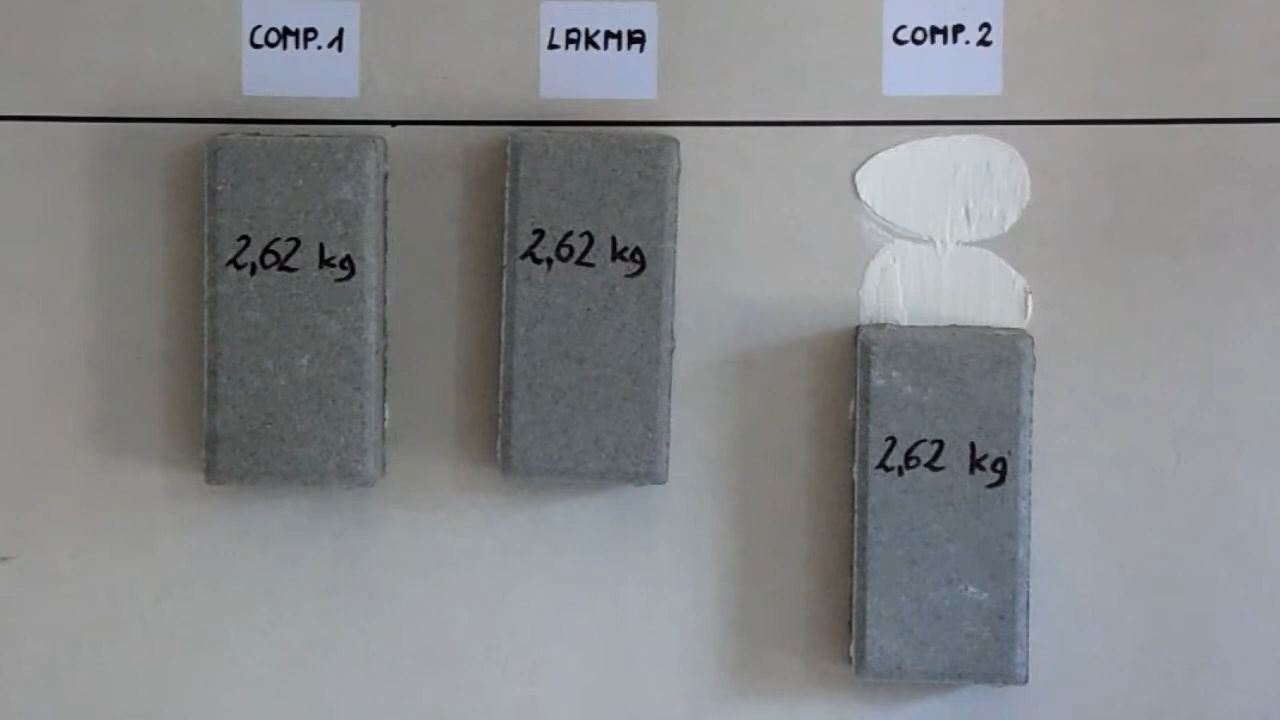 COMP.1
LAKMA
COMP.2
2,62 kg
2,62 kg
2,62 kg